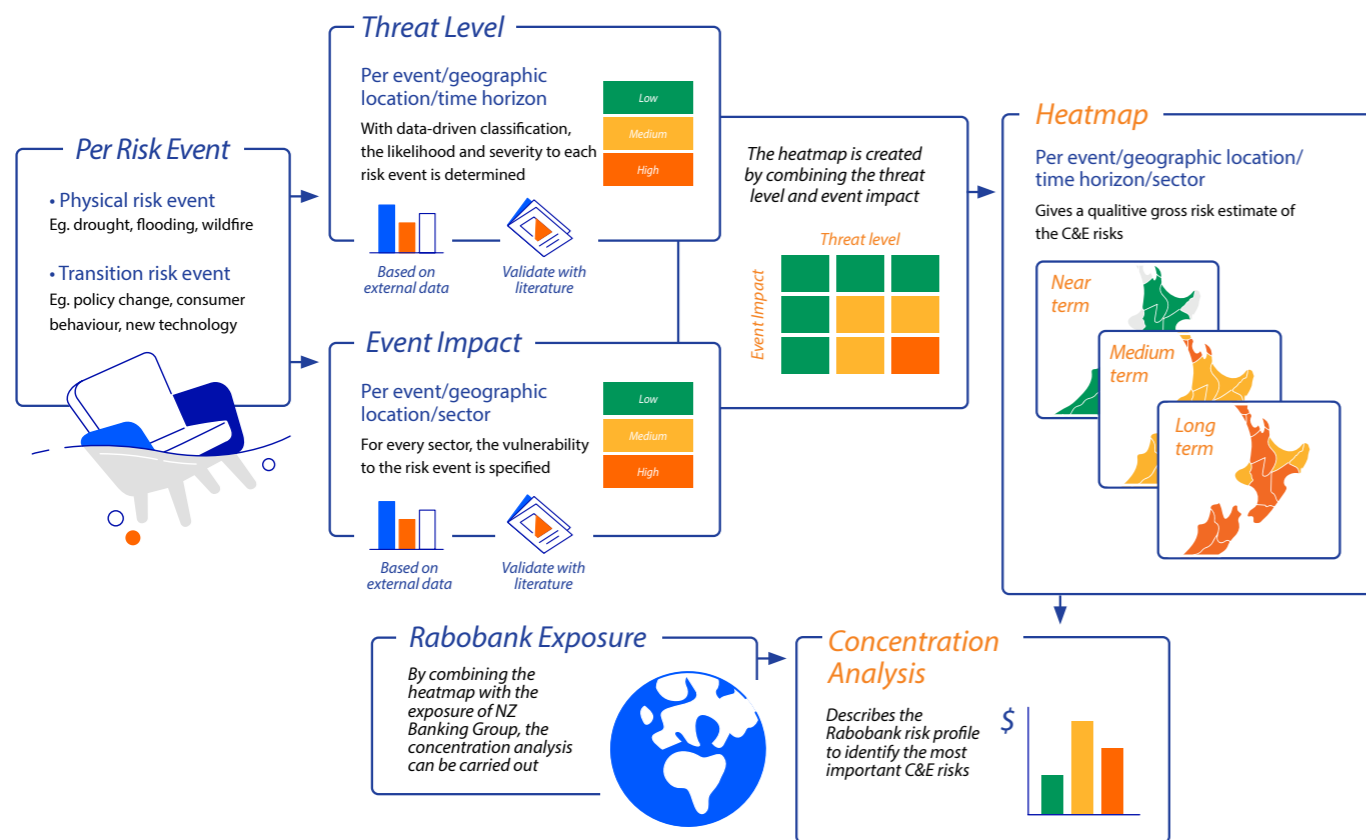 Per Risk Event
• Physical risk event
Eg. drought, flooding, wildfire
• Transition risk event
Eg. policy change, consumer
behaviour, new technology
Threat Level
Per event/geographic
location/time horizon
With data-driven classification,
the likelihood and severity to each
risk event is determined
Low
Medium
High
Based on
external data
Validate with
literature
Event Impact
Per event/geographic
location/sector
For every sector, the vulnerability
to the risk event is specified
Low
Medium
High
Based on
external data
Validate with
literature
The heatmap is created
by combining the threat
level and event impact
Threat level
Event Impact
Heatmap
Per event/geographic location/
time horizon/sector
Gives a qualitive gross risk estimate of
the C&E risks
Near
term
Medium
term
Long
term
Rabobank Exposure
By combining the
heatmap with the
exposure of NZ
Banking Group, the
concentration analysis
can be carried out
Concentration
Analysis
Describes the
Rabobank risk profile
to identify the most
important C&E risks
$